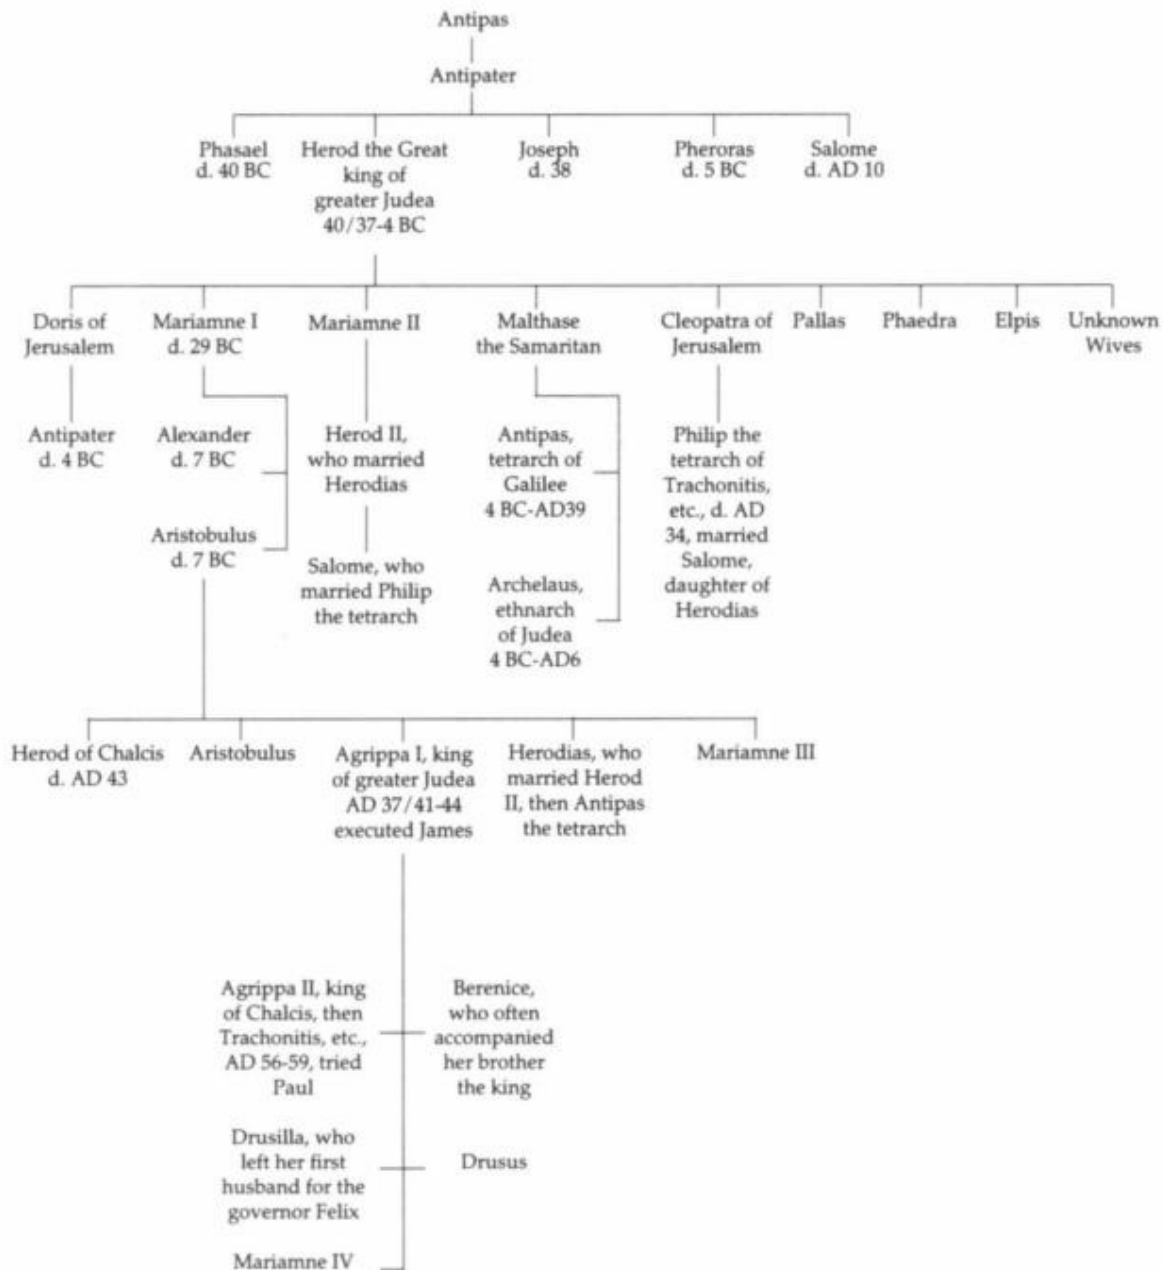 Antipas
Antipater
Phasael
d. 40 BC
Herod the Great
king of
greater Judea
40/37-4 BC
Joseph
d. 38
Pheroras
d. 5 BC
Salome
d. AD 10
Doris of
Jerusalem
Mariamne I
d. 29 BC
Mariamne II
Malthase
the Samaritan
Cleopatra of
Jerusalem
Pallas
Phaedra
Elpis
Unknown
Wives
Antipater
d. 4 BC
Alexander
d. 7 BC
Aristobulus
d. 7 BC
Herod II,
who married
Herodias
Salome, who
married Philip
the tetrarch
Antipas,
tetrarch of
Galilee
4 BC-AD39
Archelaus,
ethnarch
of Judea
4 BC-AD6
Philip the
tetrarch of
Trachonitis,
etc., d. AD
34, married
Salome,
daughter of
Herodias
Herod of Chalcis
d. AD 43
Aristobulus
Agrippa I, king
of greater Judea
AD 37/41-44
executed James
Herodias, who
married Herod
II, then Antipas
the tetrarch
Mariamne III
Agrippa II, king
of Chalcis, then
Trachonitis, etc.,
AD 56-59, tried
Paul
Berenice,
who often
accompanied
her brother
the king
Drusilla, who
left her first
husband for the
governor Felix
Drusus
Mariamne IV